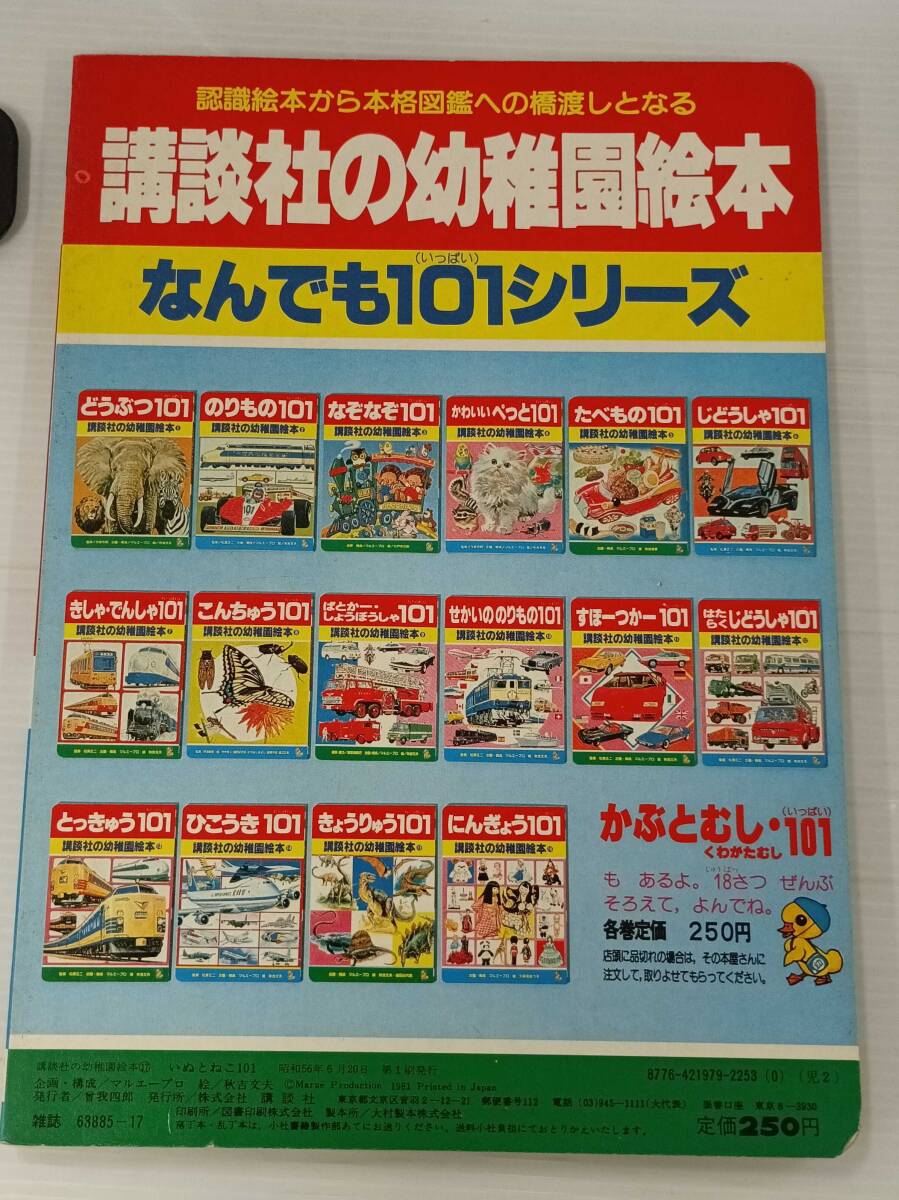 認識絵本から本格図鑑への橋渡しとなる
講談社の幼稚園絵本
(いっぱい)
なんでも101シリーズ
どうぶつ101
講談社の幼稚園絵本
のりもの101
講談社の幼稚園絵本
なぞなぞ101
講談社の幼稚園絵本
かわいいぺっと101
講談社の幼稚園絵本
たべもの101
講談社の幼稚園絵本
じどうしゃ101
講談社の幼稚園絵本
きしゃ・でんしゃ101
講談社の幼稚園絵本
こんちゅう101
講談社の幼稚園絵本
ぱとかー・しょうぼうしゃ101
講談社の幼稚園絵本
せかいののりもの101
講談社の幼稚園絵本
すぽーつかー101
講談社の幼稚園絵本
はたらくじどうしゃ101
講談社の幼稚園絵本
とっきゅう101
講談社の幼稚園絵本
ひこうき101
講談社の幼稚園絵本
きょうりゅう101
講談社の幼稚園絵本
にんぎょう101
講談社の幼稚園絵本
かぶとむし・くわがたむし101
(いっぱい)
も あるよ。18さつ ぜんぶ
そろえて, よんでね。
各巻定価 250円
店頭に品切れの場合は, その本屋さんに
注文して, 取りよせてもらってください。
講談社の幼稚園絵本⑰ いぬとねこ101 昭和56年6月20日 第1刷発行
8776-421979-2253 (0) (児2)
企画・構成/マルエープロ 絵/秋吉文夫 ©Marue Production 1981 Printed in Japan
発行者/曾我四郎 発行所/株式会社 講談社 東京都文京区音羽2-12-21 郵便番号112 電話 (03)945-1111(大代表) 振替口座 東京8-3930
印刷所/図書印刷株式会社 製本所/大村製本株式会社
雑誌 63885-17
落丁本・乱丁本は, 小社書籍製作部あてにお送りください。送料小社負担にておとりかえいたします。
定価250円